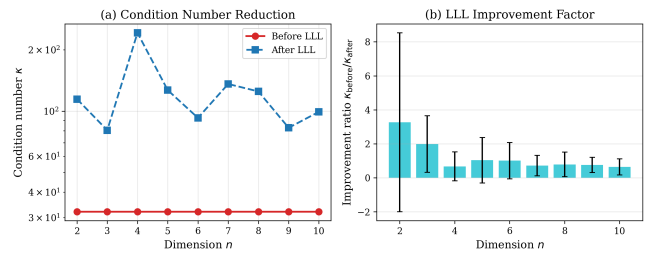 (a) Condition Number Reduction
Condition number κ
2 × 10²
10²
6 × 10¹
4 × 10¹
3 × 10¹
Before LLL
After LLL
2 3 4 5 6 7 8 9 10
Dimension n
(b) LLL Improvement Factor
Improvement ratio κbefore/κafter
8
6
4
2
0
−2
2 4 6 8 10
Dimension n